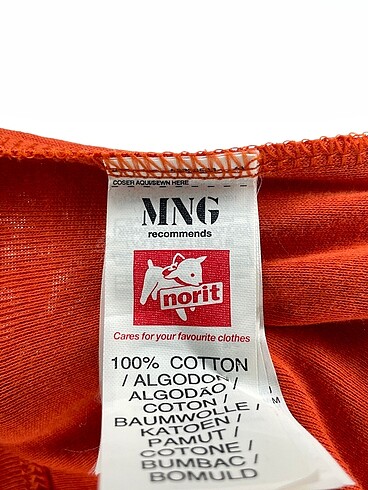 COSER AQUI/SEWN HERE
MNG
recommends
norit
Cares for your favourite clothes
100% COTTON
/ ALGODON /
ALGODÃO /
COTON /
BAUMWOLLE /
KATOEN /
PAMUT /
COTONE /
BUMBAC /
BOMULD
/
M